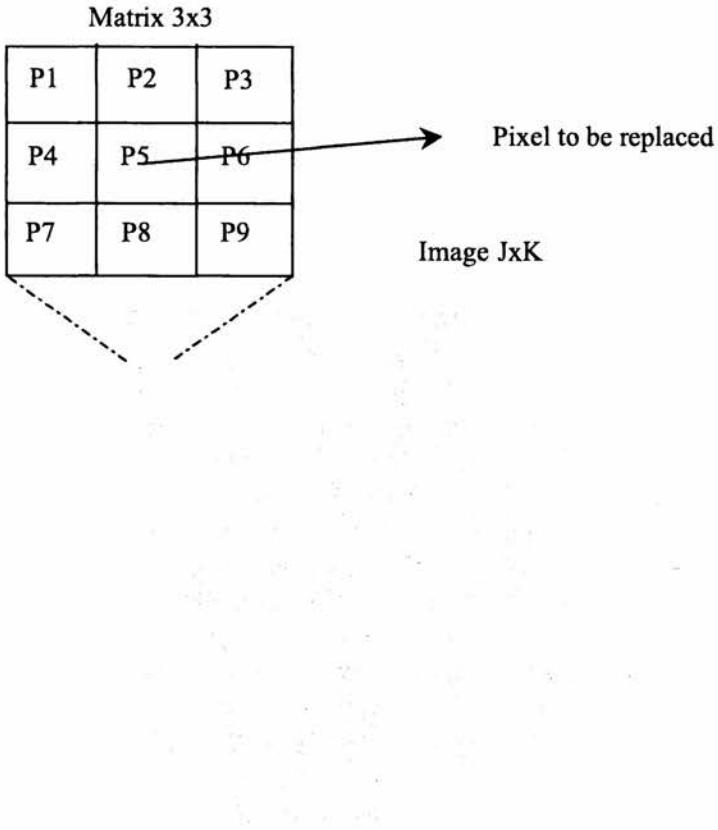 Matrix 3x3
P1 P2 P3
P4 P5 P6 Pixel to be replaced
P7 P8 P9
Image JxK